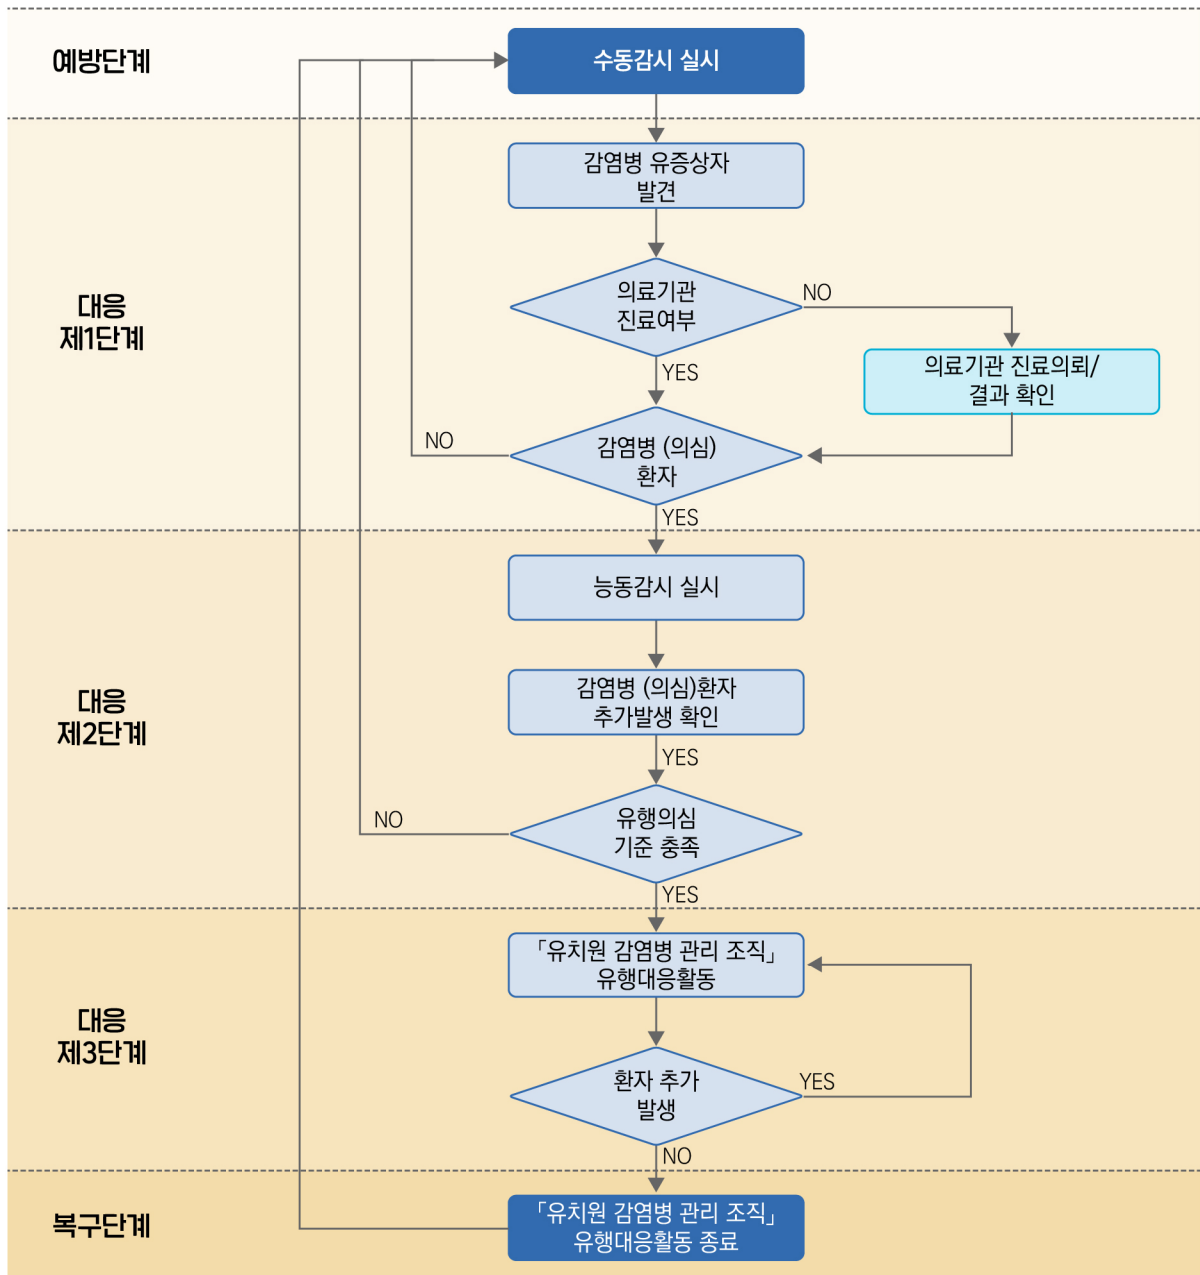 예방단계
수동감시 실시
감염병 유증상자
발견
대응
제1단계
의료기관
진료여부
NO
의료기관 진료의뢰/
결과 확인
YES
감염병 (의심)
환자
NO
YES
능동감시 실시
대응
제2단계
감염병 (의심)환자
추가발생 확인
YES
유행의심
기준 충족
NO
YES
「유치원 감염병 관리 조직」
유행대응활동
대응
제3단계
환자 추가
발생
YES
NO
복구단계
「유치원 감염병 관리 조직」
유행대응활동 종료